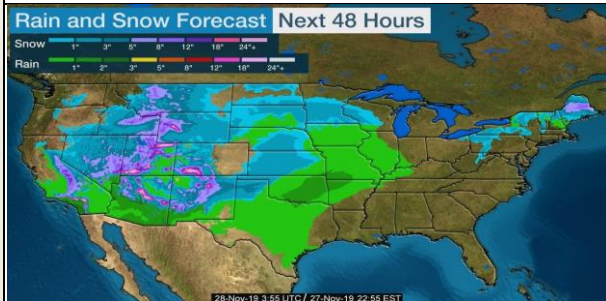 Rain and Snow Forecast Next 48 Hours
Snow
1" 3" 5" 8" 12" 18" 24"+
Rain
1" 2" 3" 5" 8" 12" 18" 24"+
28-Nov-19 3:55 UTC / 27-Nov-19 22:55 EST